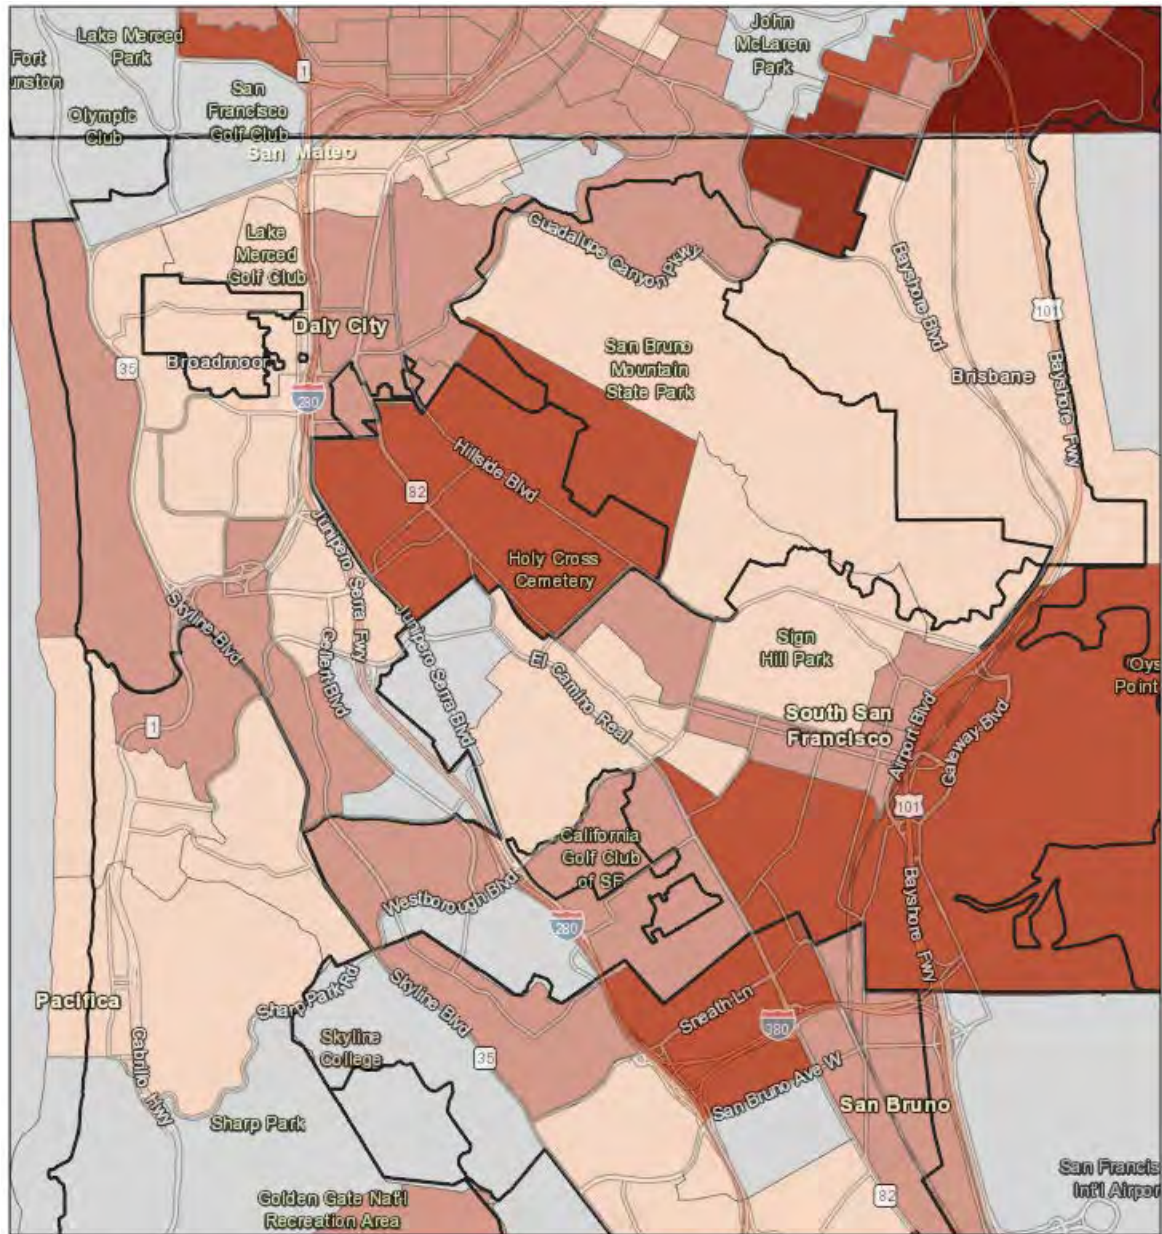 Lake Merced
Park
John
McLaren
Park
Fort
unston
1
San
Francisco
Golf Club
Olympic
Club
San Mateo
Guadalupe Canyon Pkwy
Lake
Merced
Golf Club
Bayshore Blvd
101
Daly City
San Bruno
Mountain
State Park
Broadmoor
35
Brisbane
Bayshore Fwy
280
Hillside Blvd
82
Holy Cross
Cemetery
Junipero Serra Fwy
Junipero Serra Blvd
Skyline Blvd
Callan Blvd
Sign
Hill Park
El Camino Real
Oys
Point
1
South San
Francisco
Airport Blvd
Gateway Blvd
101
California
Golf Club
of SF
Westborough Blvd
280
Bayshore Fwy
Pacifica
Sharp Park Rd
Skyline Blvd
Sneath Ln
380
Skyline
College
35
Cabrillo Hwy
San Bruno Ave W
San Bruno
Sharp Park
San Francis
Int'l Airpor
82
Golden Gate Nat'l
Recreation Area